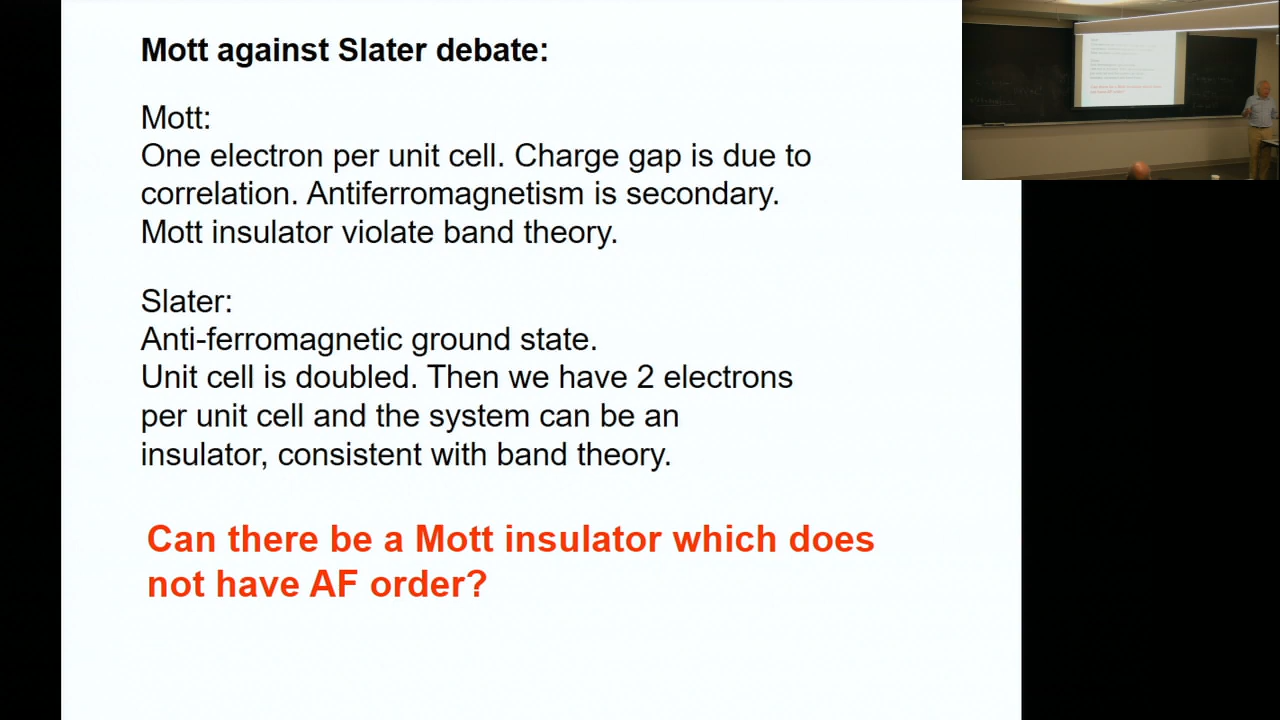 Mott against Slater debate:
Mott:
One electron per unit cell. Charge gap is due to
correlation. Antiferromagnetism is secondary.
Mott insulator violate band theory.
Slater:
Anti-ferromagnetic ground state.
Unit cell is doubled. Then we have 2 electrons
per unit cell and the system can be an
insulator, consistent with band theory.
Can there be a Mott insulator which does
not have AF order?